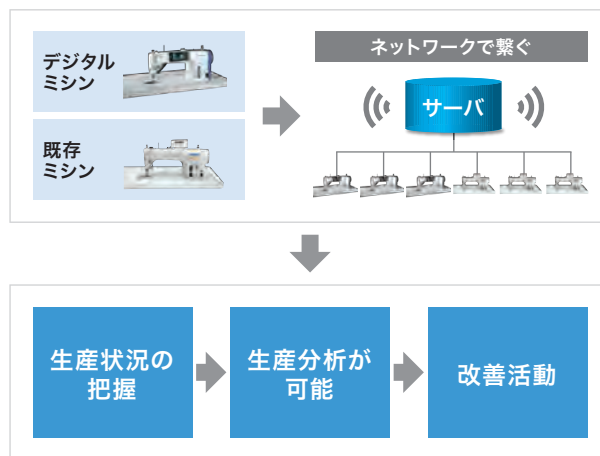 デジタル
ミシン
既存
ミシン
ネットワークで繋ぐ
サーバ
生産状況の
把握
生産分析が
可能
改善活動